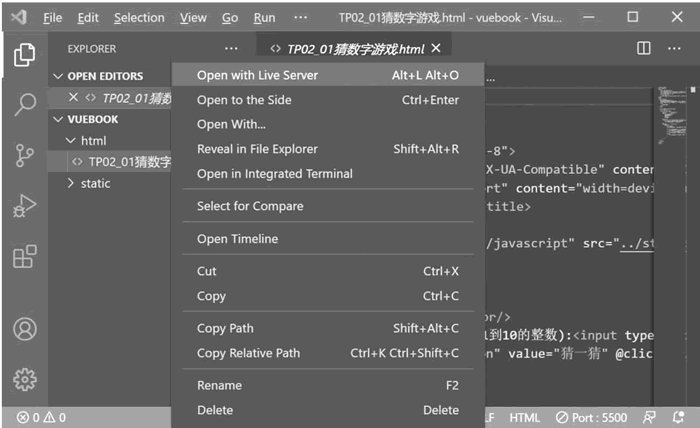 File Edit Selection View Go Run ··· TP02_01猜数字游戏.html - vuebook - Visu...
EXPLORER ···
TP02_01猜数字游戏.html
OPEN EDITORS
TP02_01猜数
VUEBOOK
html
TP02_01猜数字
static
Open with Live Server Alt+L Alt+O
Open to the Side Ctrl+Enter
Open With...
Reveal in File Explorer Shift+Alt+R
Open in Integrated Terminal
Select for Compare
Open Timeline
Cut Ctrl+X
Copy Ctrl+C
Copy Path Shift+Alt+C
Copy Relative Path Ctrl+K Ctrl+Shift+C
Rename F2
Delete Delete
...
-8">
X-UA-Compatible" conten
rt" content="width=devi
title>
/javascript" src="../st
or/>
1到10的整数):<input type
on" value="猜一猜" @clic
0 0
LF HTML Port : 5500